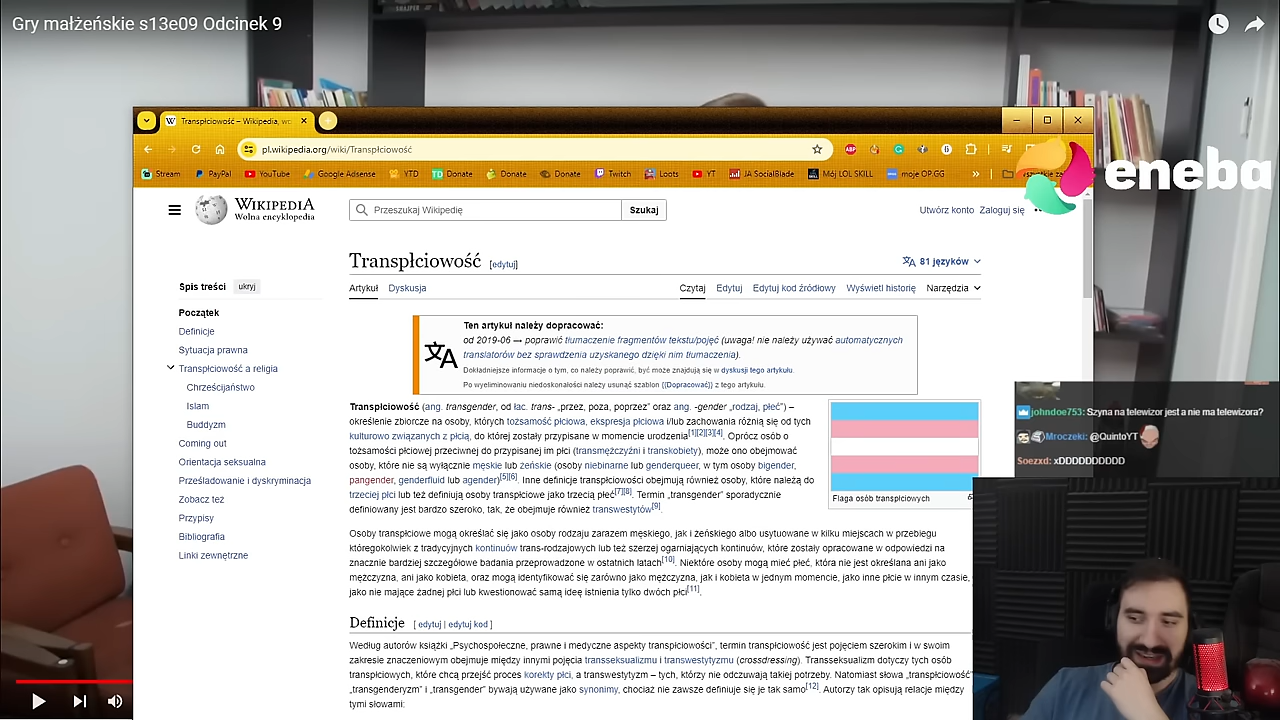 Gry małżeńskie s13e09 Odcinek 9
Transpłciowość – Wikipedia, wo
pl.wikipedia.org/wiki/Transpłciowość
Stream PayPal YouTube Google Adsense YTD Donate Donate Donate Twitch Loots YT JA SocialBlade Mój LOL SKILL moje OP.GG
eneba
WIKIPEDIA
Wolna encyklopedia
Przeszukaj Wikipedię Szukaj
Utwórz konto Zaloguj się
Transpłciowość [edytuj]
81 języków
Spis treści ukryj
Artykuł Dyskusja Czytaj Edytuj Edytuj kod źródłowy Wyświetl historię Narzędzia
Początek
Definicje
Sytuacja prawna
Transpłciowość a religia
Chrześcijaństwo
Islam
Buddyzm
Coming out
Orientacja seksualna
Prześladowanie i dyskryminacja
Zobacz też
Przypisy
Bibliografia
Linki zewnętrzne
Ten artykuł należy dopracować:
od 2019-06 → poprawić tłumaczenie fragmentów tekstu/pojęć (uwaga! nie należy używać automatycznych
translatorów bez sprawdzenia uzyskanego dzięki nim tłumaczenia).
Dokładniejsze informacje o tym, co należy poprawić, być może znajdują się w dyskusji tego artykułu.
Po wyeliminowaniu niedoskonałości należy usunąć szablon {{Dopracować}} z tego artykułu.
Transpłciowość (ang. transgender, od łac. trans- „przez, poza, poprzez” oraz ang. -gender „rodzaj, płeć”) –
określenie zbiorcze na osoby, których tożsamość płciowa, ekspresja płciowa i/lub zachowania różnią się od tych
kulturowo związanych z płcią, do której zostały przypisane w momencie urodzenia[1][2][3][4]. Oprócz osób o
tożsamości płciowej przeciwnej do przypisanej im płci (transmężczyźni i transkobiety), może ono obejmować
osoby, które nie są wyłącznie męskie lub żeńskie (osoby niebinarne lub genderqueer, w tym osoby bigender,
pangender, genderfluid lub agender)[5][6]. Inne definicje transpłciowości obejmują również osoby, które należą do
trzeciej płci lub też definiują osoby transpłciowe jako trzecią płeć[7][8]. Termin „transgender” sporadycznie
definiowany jest bardzo szeroko, tak, że obejmuje również transwestytów[9].
Flaga osób transpłciowych
Osoby transpłciowe mogą określać się jako osoby rodzaju zarazem męskiego, jak i żeńskiego albo usytuowane w kilku miejscach w przebiegu
któregokolwiek z tradycyjnych kontinuów trans-rodzajowych lub też szerzej ogarniających kontinuów, które zostały opracowane w odpowiedzi na
znacznie bardziej szczegółowe badania przeprowadzone w ostatnich latach[10]. Niektóre osoby mogą mieć płeć, która nie jest określana ani jako
mężczyzna, ani jako kobieta, oraz mogą identyfikować się zarówno jako mężczyzna, jak i kobieta w jednym momencie, jako inne płcie w innym czasie,
jako nie mające żadnej płci lub kwestionować samą ideę istnienia tylko dwóch płci[11].
Definicje [ edytuj | edytuj kod ]
Według autorów książki „Psychospołeczne, prawne i medyczne aspekty transpłciowości”, termin transpłciowość jest pojęciem szerokim i w swoim
zakresie znaczeniowym obejmuje między innymi pojęcia transseksualizmu i transwestytyzmu (crossdressing). Transseksualizm dotyczy tych osób
transpłciowych, które chcą przejść proces korekty płci, a transwestytyzm – tych, którzy nie odczuwają takiej potrzeby. Natomiast słowa „transpłciowość”
„transgenderyzm” i „transgender” bywają używane jako synonimy, chociaż nie zawsze definiuje się je tak samo[12]. Autorzy tak opisują relacje między
tymi słowami:
johndoe753: Szyna na telewizor jest a nie ma telewizora?
Mroczeki: @QuintoYT
Soezxd: xDDDDDDDDDD